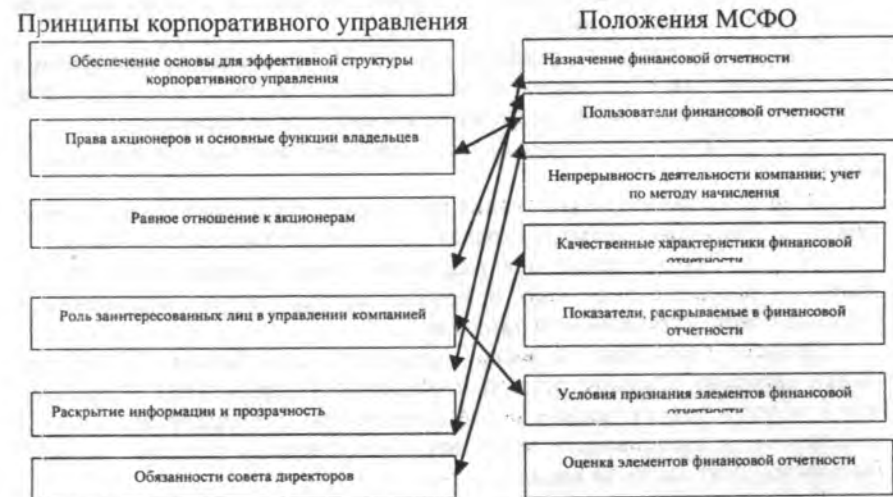 Принципы корпоративного управления
Обеспечение основы для эффективной структуры
корпоративного управления
Права акционеров и основные функции владельцев
Равное отношение к акционерам
Роль заинтересованных лиц в управлении компанией
Раскрытие информации и прозрачность
Обязанности совета директоров
Положения МСФО
Назначение финансовой отчетности
Пользователи финансовой отчетности
Непрерывность деятельности компании; учет
по методу начисления
Качественные характеристики финансовой
отчетности
Показатели, раскрываемые в финансовой
отчетности
Условия признания элементов финансовой
отчетности
Оценка элементов финансовой отчетности